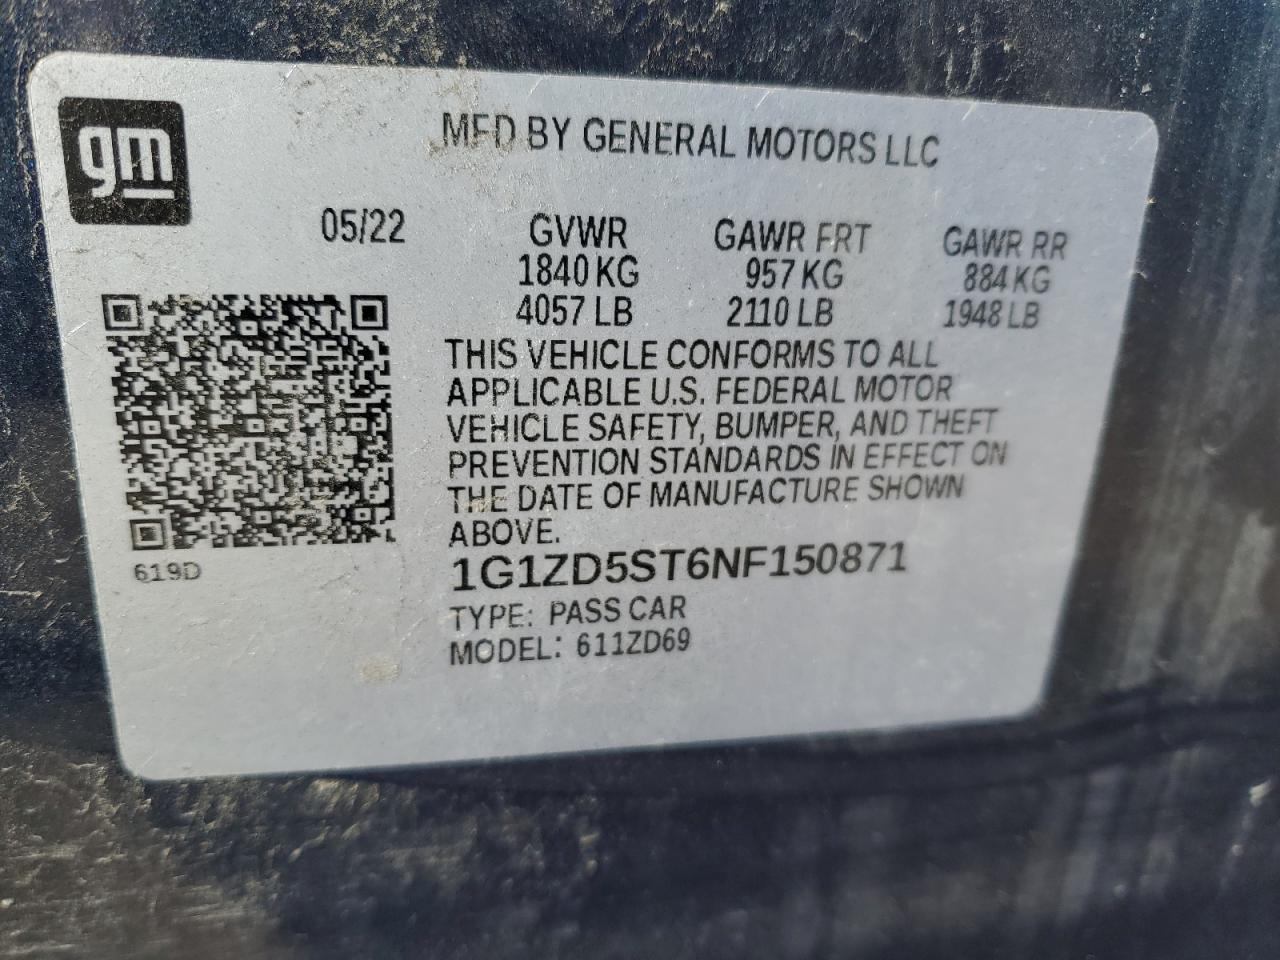 gm
MFD BY GENERAL MOTORS LLC
05/22 GVWR GAWR FRT GAWR RR
1840 KG 957 KG 884 KG
4057 LB 2110 LB 1948 LB
THIS VEHICLE CONFORMS TO ALL
APPLICABLE U.S. FEDERAL MOTOR
VEHICLE SAFETY, BUMPER, AND THEFT
PREVENTION STANDARDS IN EFFECT ON
THE DATE OF MANUFACTURE SHOWN
ABOVE.
1G1ZD5ST6NF150871
TYPE: PASS CAR
MODEL: 611ZD69
619D